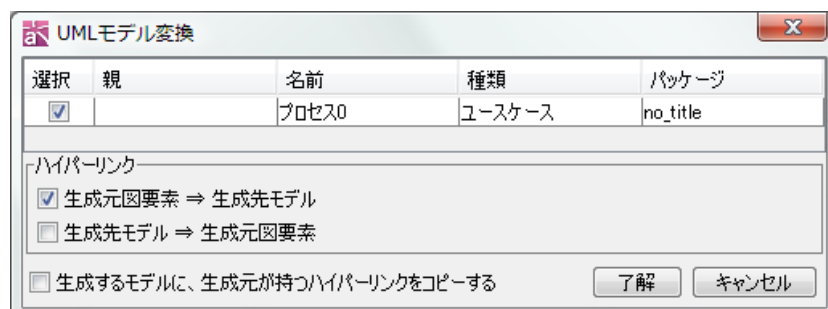 UMLモデル変換
選択 親 名前 種類 パッケージ
プロセス0 ユースケース no_title
ハイパーリンク
生成元図要素 ⇒ 生成先モデル
生成先モデル ⇒ 生成元図要素
生成するモデルに、生成元が持つハイパーリンクをコピーする 了解 キャンセル